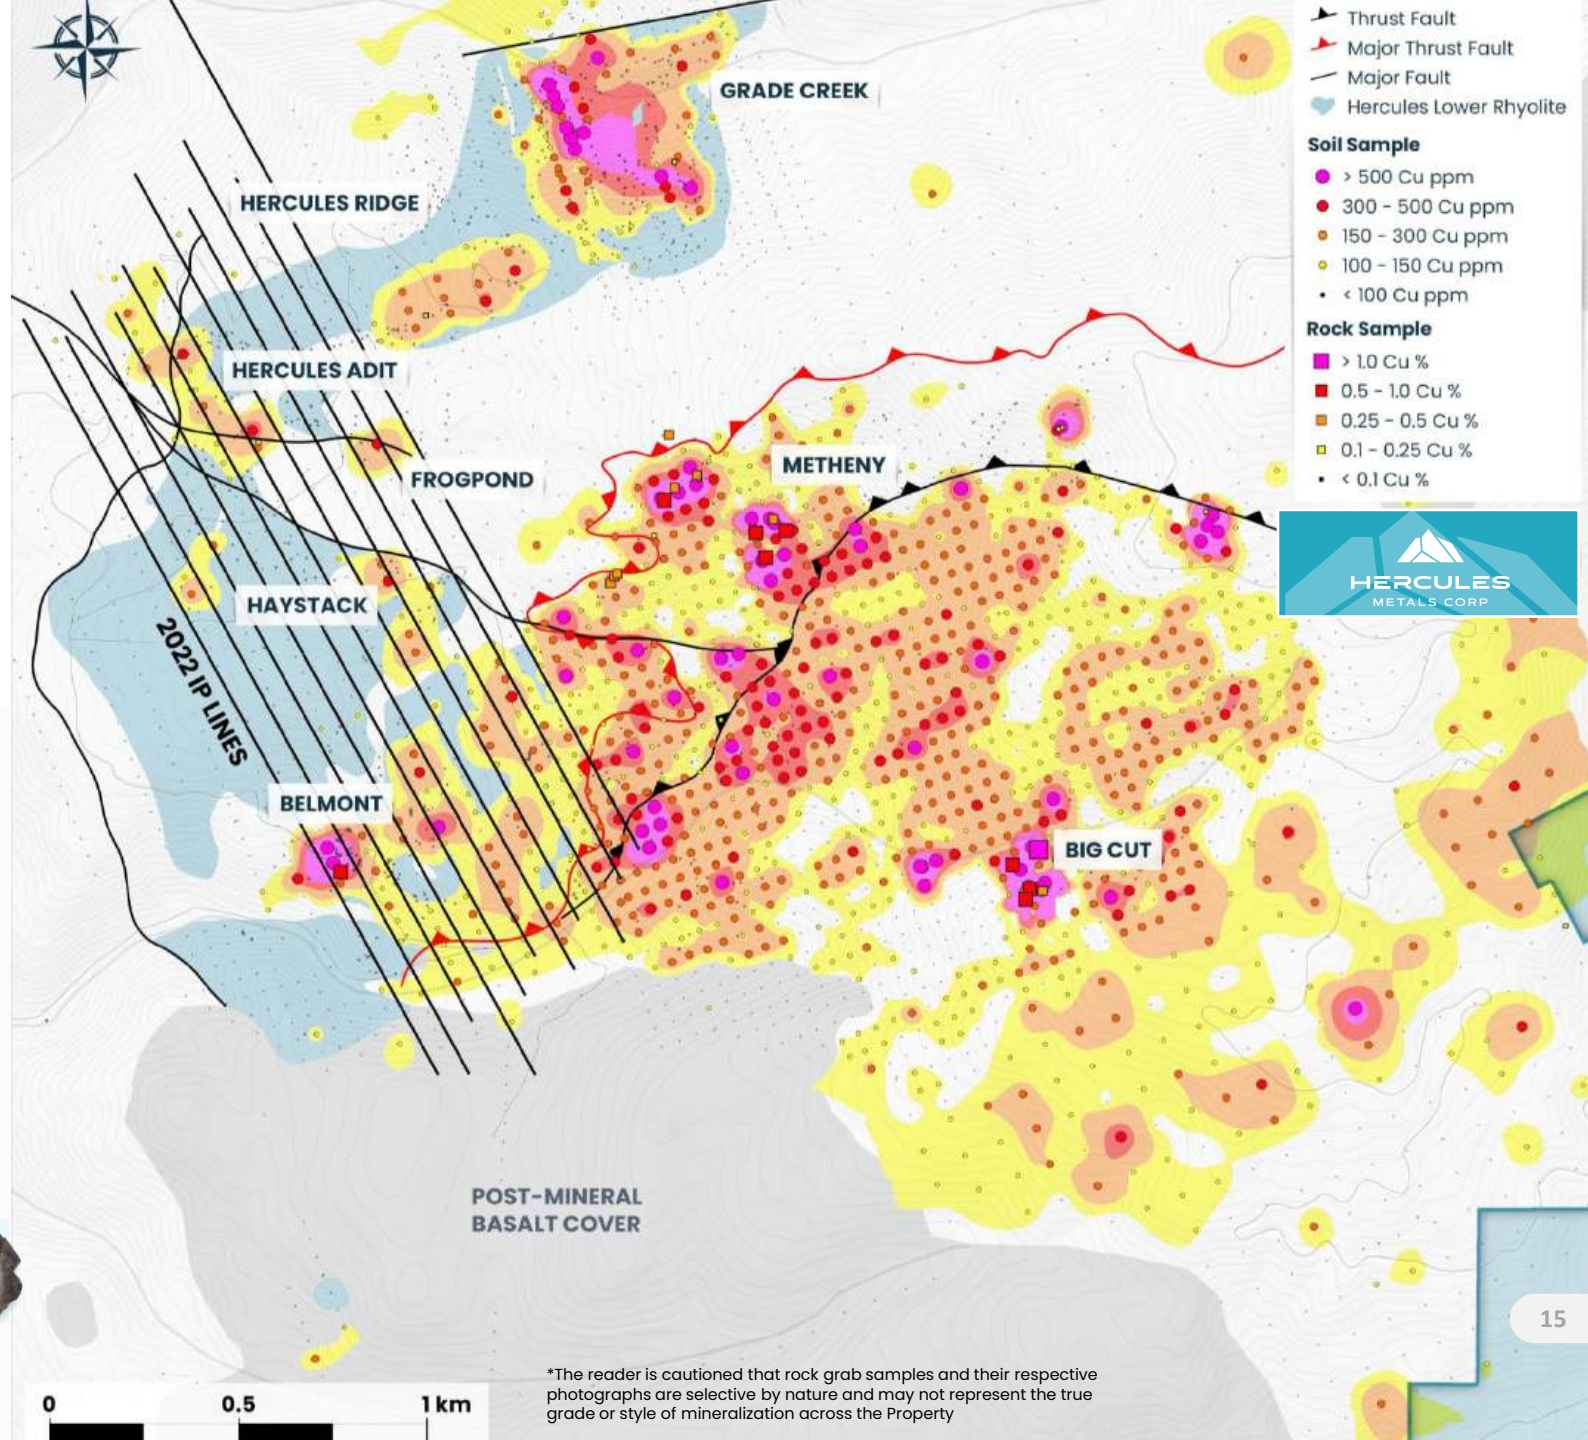 Thrust Fault
Major Thrust Fault
Major Fault
Hercules Lower Rhyolite
Soil Sample
> 500 Cu ppm
300 - 500 Cu ppm
150 - 300 Cu ppm
100 - 150 Cu ppm
< 100 Cu ppm
Rock Sample
> 1.0 Cu %
0.5 - 1.0 Cu %
0.25 - 0.5 Cu %
0.1 - 0.25 Cu %
< 0.1 Cu %
HERCULES
METALS CORP
GRADE CREEK
HERCULES RIDGE
HERCULES ADIT
FROGPOND
METHENY
HAYSTACK
2022 IP LINES
BELMONT
BIG CUT
POST-MINERAL
BASALT COVER
15
*The reader is cautioned that rock grab samples and their respective
photographs are selective by nature and may not represent the true
grade or style of mineralization across the Property
0 0.5 1 km